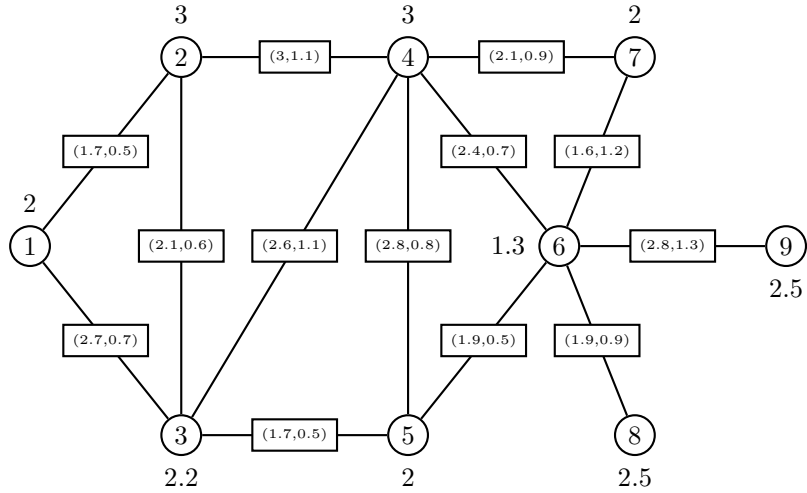 3 3 2
2 (3,1.1) 4 (2.1,0.9) 7
(1.7,0.5) (2.4,0.7) (1.6,1.2)
2
1 (2.1,0.6) (2.6,1.1) (2.8,0.8) 1.3 6 (2.8,1.3) 9
2.5
(2.7,0.7) (1.9,0.5) (1.9,0.9)
3 (1.7,0.5) 5 8
2.2 2 2.5